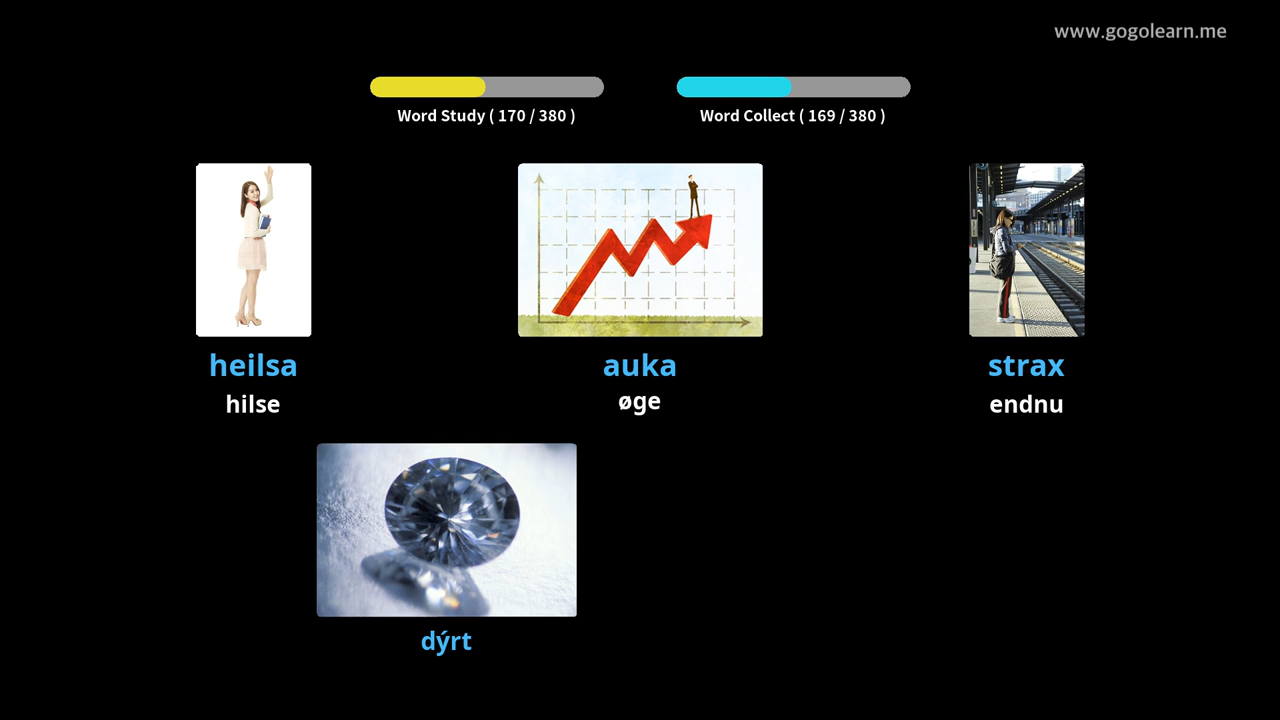 www.gogolearn.me
Word Study ( 170 / 380 )
Word Collect ( 169 / 380 )
heilsa
hilse
auka
øge
strax
endnu
dýrt